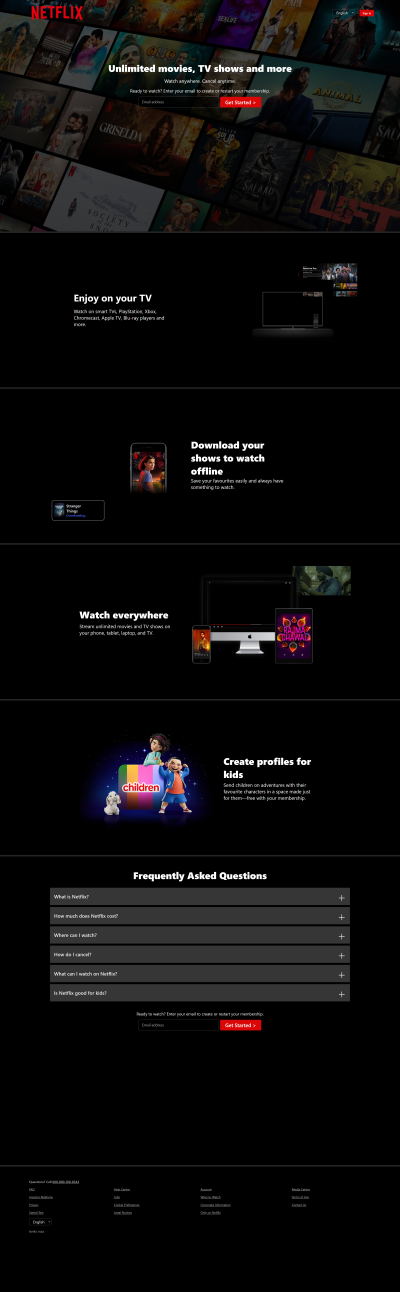 NETFLIX
English
Sign In
Unlimited movies, TV shows and more
Watch anywhere. Cancel anytime.
Ready to watch? Enter your email to create or restart your membership.
Email address
Get Started >
GRISELDA
ANIMAL
SOCIETY OF THE
Enjoy on your TV
Watch on smart TVs, PlayStation, Xbox,
Chromecast, Apple TV, Blu-ray players and
more.
Download your
shows to watch
offline
Save your favourites easily and always have
something to watch.
Stranger
Things
Downloading...
Watch everywhere
Stream unlimited movies and TV shows on
your phone, tablet, laptop, and TV.
children
Create profiles for
kids
Send children on adventures with their
favourite characters in a space made just
for them—free with your membership.
Frequently Asked Questions
What is Netflix?
How much does Netflix cost?
Where can I watch?
How do I cancel?
What can I watch on Netflix?
Is Netflix good for kids?
Ready to watch? Enter your email to create or restart your membership.
Email address
Get Started >
Questions? Call
FAQ
Help Center
Account
Media Center
Investor Relations
Jobs
Ways to Watch
Terms of Use
Privacy
Cookie Preferences
Corporate Information
Contact Us
Speed Test
Legal Notices
Only on Netflix
English
Netflix India